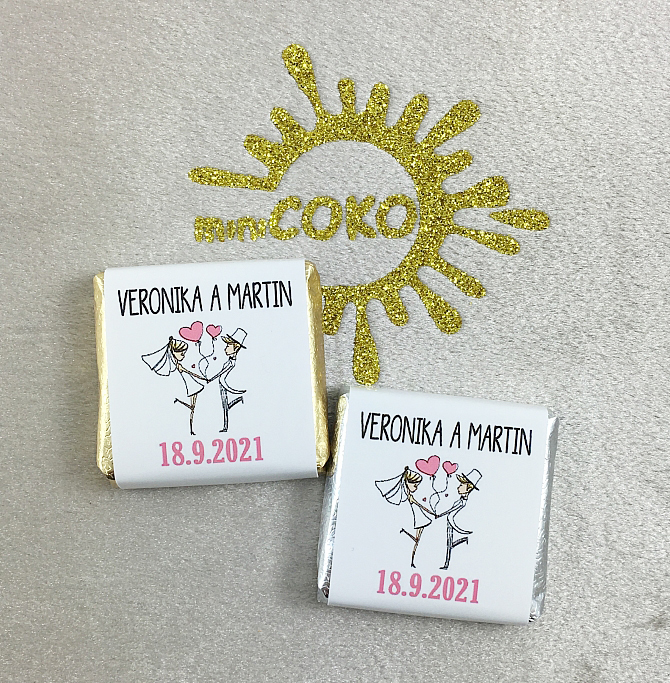 miniCOKO
VERONIKA A MARTIN
18.9.2021
VERONIKA A MARTIN
18.9.2021